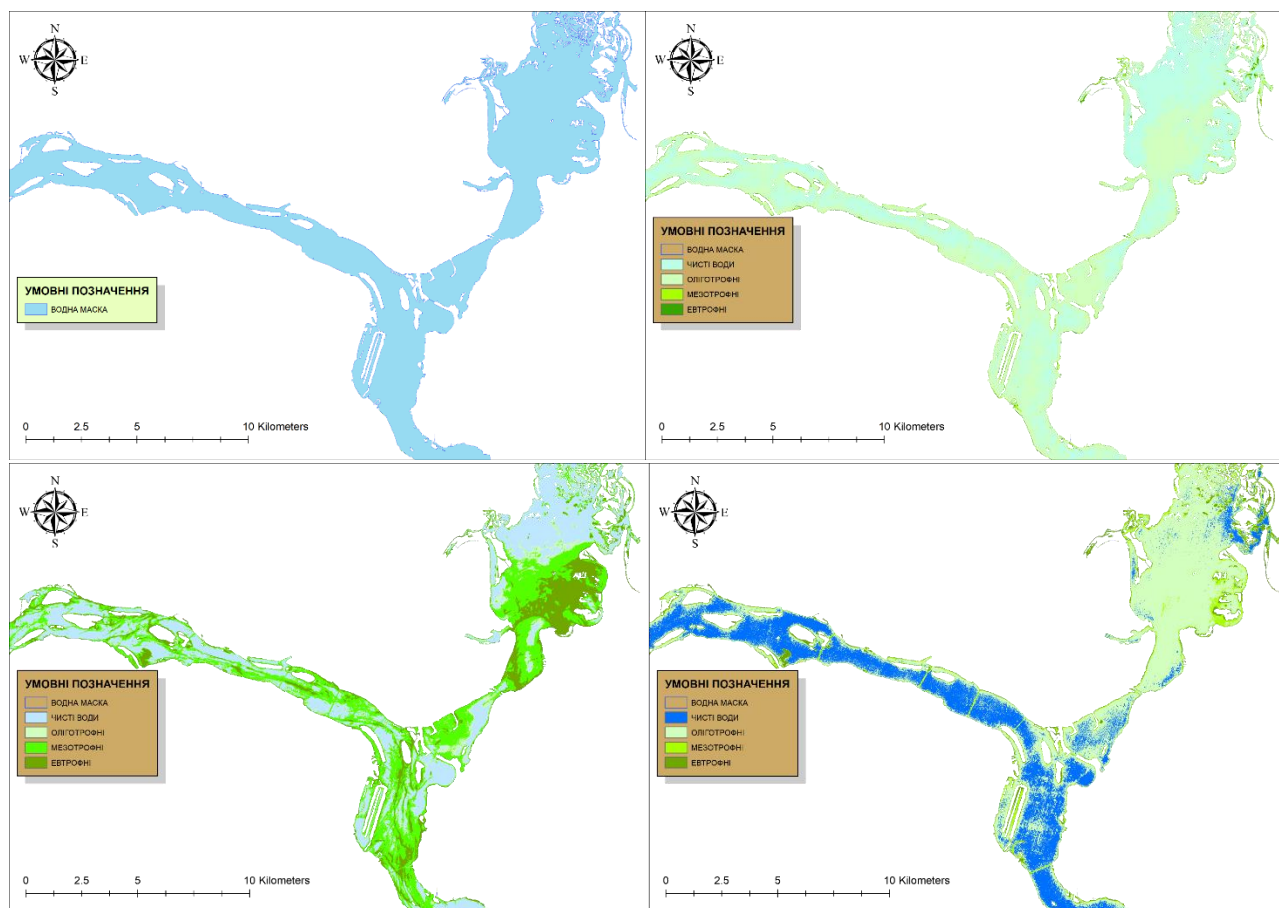 N
W E
S
УМОВНІ ПОЗНАЧЕННЯ
ВОДНА МАСКА
0 2.5 5 10 Kilometers
N
W E
S
УМОВНІ ПОЗНАЧЕННЯ
ВОДНА МАСКА
ЧИСТІ ВОДИ
ОЛІГОТРОФНІ
МЕЗОТРОФНІ
ЕВТРОФНІ
0 2.5 5 10 Kilometers
N
W E
S
УМОВНІ ПОЗНАЧЕННЯ
ВОДНА МАСКА
ЧИСТІ ВОДИ
ОЛІГОТРОФНІ
МЕЗОТРОФНІ
ЕВТРОФНІ
0 2.5 5 10 Kilometers
N
W E
S
УМОВНІ ПОЗНАЧЕННЯ
ВОДНА МАСКА
ЧИСТІ ВОДИ
ОЛІГОТРОФНІ
МЕЗОТРОФНІ
ЕВТРОФНІ
0 2.5 5 10 Kilometers